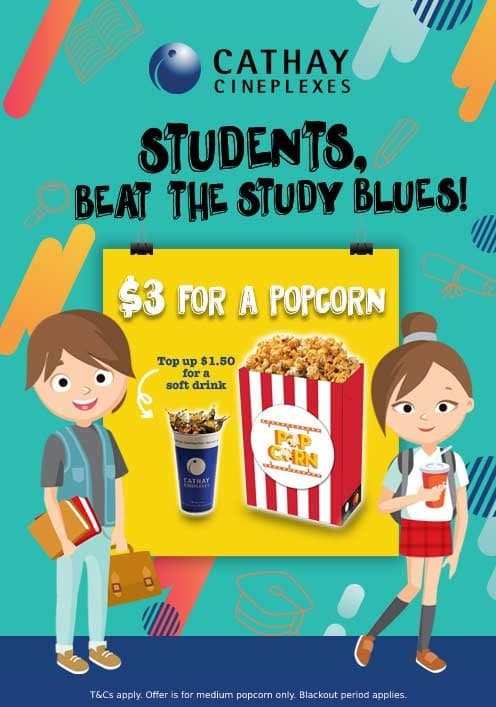 CATHAY
CINEPLEXES
STUDENTS,
BEAT THE STUDY BLUES!
$3 FOR A POPCORN
Top up $1.50
for a
soft drink
CATHAY
CINEPLEXES
POP
CORN
T&Cs apply. Offer is for medium popcorn only. Blackout period applies.